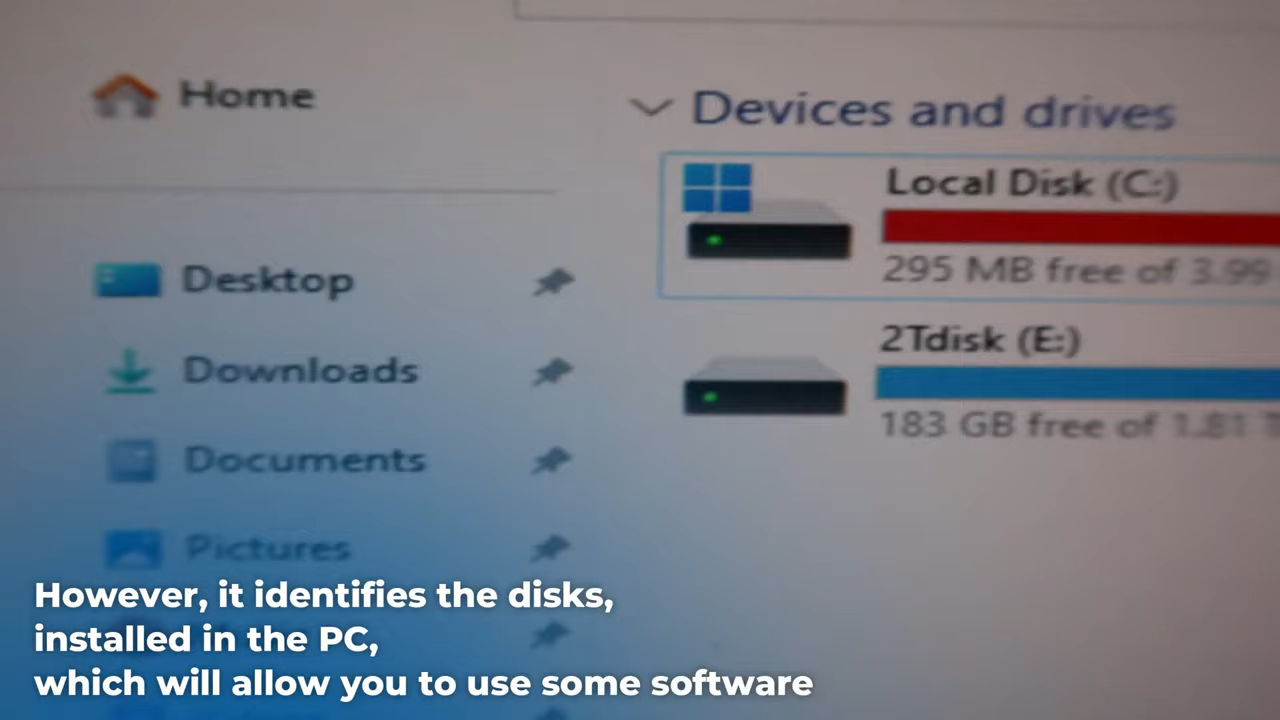 Home
Desktop
Downloads
Documents
Pictures
Devices and drives
Local Disk (C:)
295 MB free of 3.99
2Tdisk (E:)
183 GB free of 1.81 T
However, it identifies the disks,
installed in the PC,
which will allow you to use some software